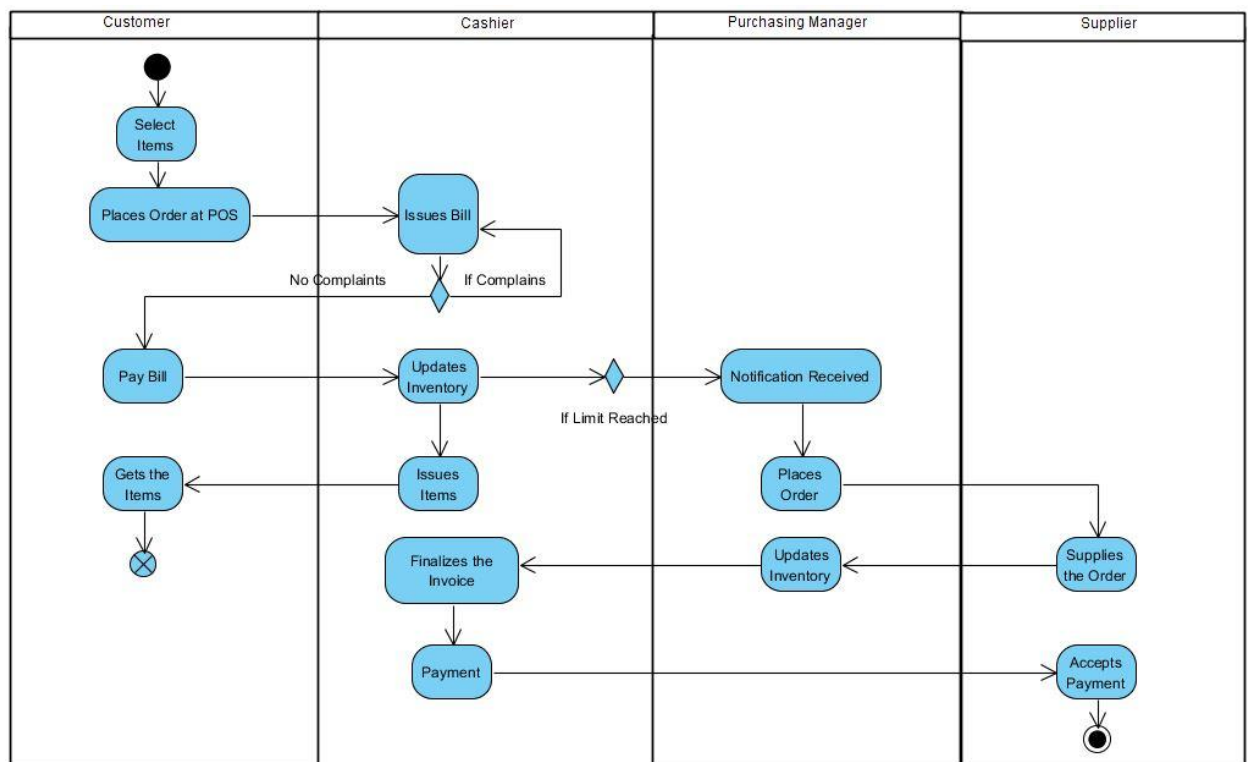 Customer
Cashier
Purchasing Manager
Supplier
Select
Items
Places Order at POS
Issues Bill
No Complaints
If Complains
Pay Bill
Updates
Inventory
Notification Received
If Limit Reached
Gets the
Items
Issues
Items
Places
Order
Finalizes the
Invoice
Updates
Inventory
Supplies
the Order
Payment
Accepts
Payment